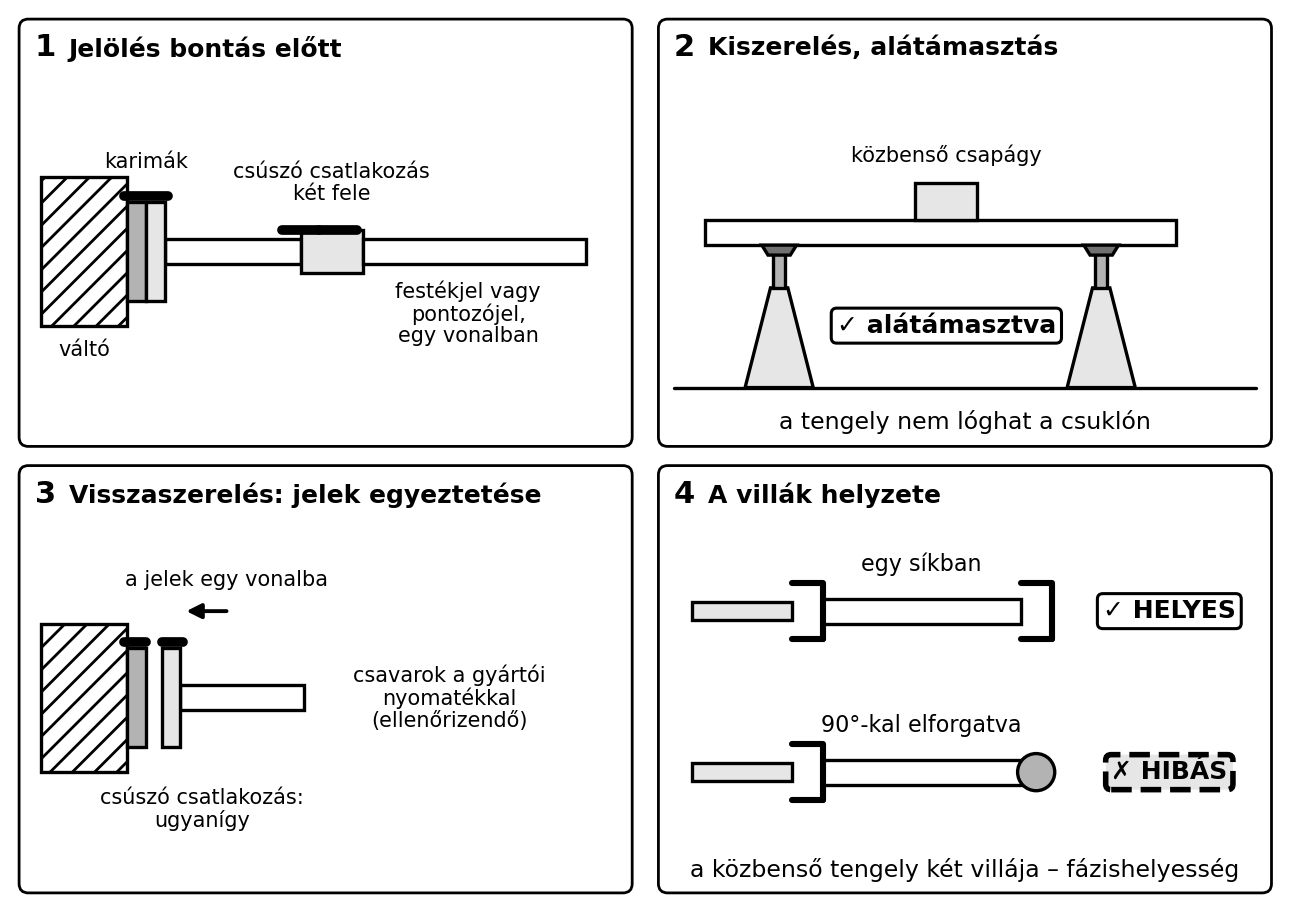 1 Jelölés bontás előtt
karimák
csúszó csatlakozás
két fele
festékjel vagy
pontozójel,
egy vonalban
váltó
2 Kiszerelés, alátámasztás
közbenső csapágy
✓ alátámasztva
a tengely nem lóghat a csuklón
3 Visszaszerelés: jelek egyeztetése
a jelek egy vonalba
csavarok a gyártói
nyomatékkal
(ellenőrizendő)
csúszó csatlakozás:
ugyanígy
4 A villák helyzete
egy síkban
✓ HELYES
90°-kal elforgatva
✗ HIBÁS
a közbenső tengely két villája – fázishelyesség